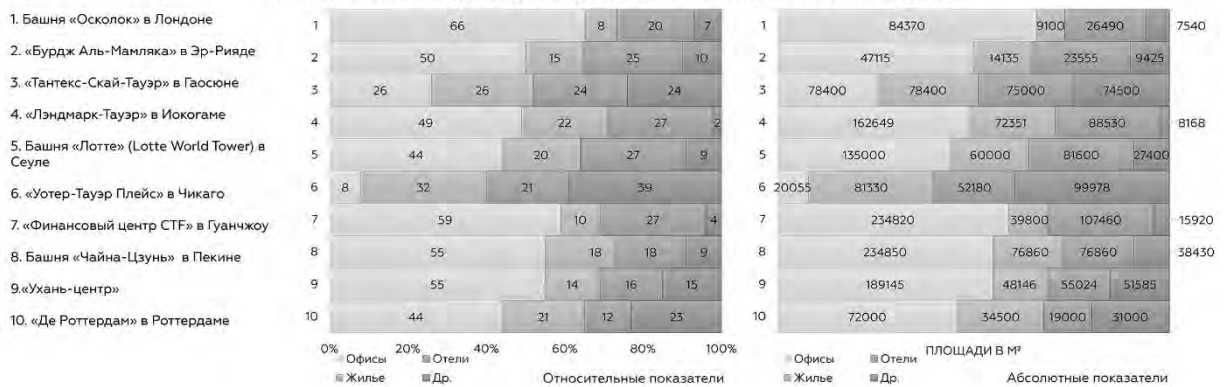 1. Башня «Осколок» в Лондоне
2. «Бурдж Аль-Мамляка» в Эр-Рияде
3. «Тантекс-Скай-Тауэр» в Гаосюне
4. «Лэндмарк-Тауэр» в Иокогаме
5. Башня «Лотте» (Lotte World Tower) в
Сеуле
6. «Уотер-Тауэр Плейс» в Чикаго
7. «Финансовый центр CTF» в Гуанчжоу
8. Башня «Чайна-Цзунь» в Пекине
9.«Ухань-центр»
10. «Де Роттердам» в Роттердаме
1 66 8 20 7
2 50 15 25 10
3 26 26 24 24
4 49 22 27 2
5 44 20 27 9
6 8 32 21 39
7 59 10 27 4
8 55 18 18 9
9 55 14 16 15
10 44 21 12 23
0% 20% 40% 60% 80% 100%
Офисы Отели
Жилье Др.
Относительные показатели
1 84370 9100 26490 7540
2 47115 14135 23555 9425
3 78400 78400 75000 74500
4 162649 72351 88530 8168
5 135000 60000 81600 27400
6 20055 81330 52180 99978
7 234820 39800 107460 15920
8 234850 76860 76860 38430
9 189145 48146 55024 51585
10 72000 34500 19000 31000
ПЛОЩАДИ В М²
Офисы Отели
Жилье Др.
Абсолютные показатели